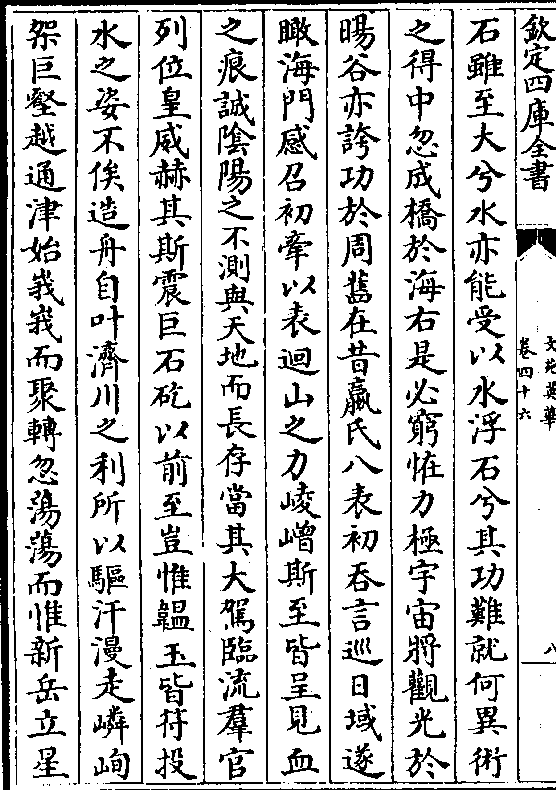 欽定四庫全書
文苑英華
卷四十六
八
石雖至大兮水亦能受以水浮石兮其功難就何異術
之得中忽成橋於海右是必窮恠力極宇宙將觀光於
暘谷亦誇功於周舊在昔嬴氏八表初吞言巡日域遂
瞰海門感召初牽以表迴山之力崚嶒斯至皆呈見血
之痕誠陰陽之不測與天地而長存當其大駕臨流羣官
列位皇威赫其斯震巨石矻以前至豈惟韞玉皆待投
水之姿不俟造舟自叶濟川之利所以驅汗漫走嶙峋
架巨壑越通津始峩峩而聚轉忽蕩蕩而惟新岳立星